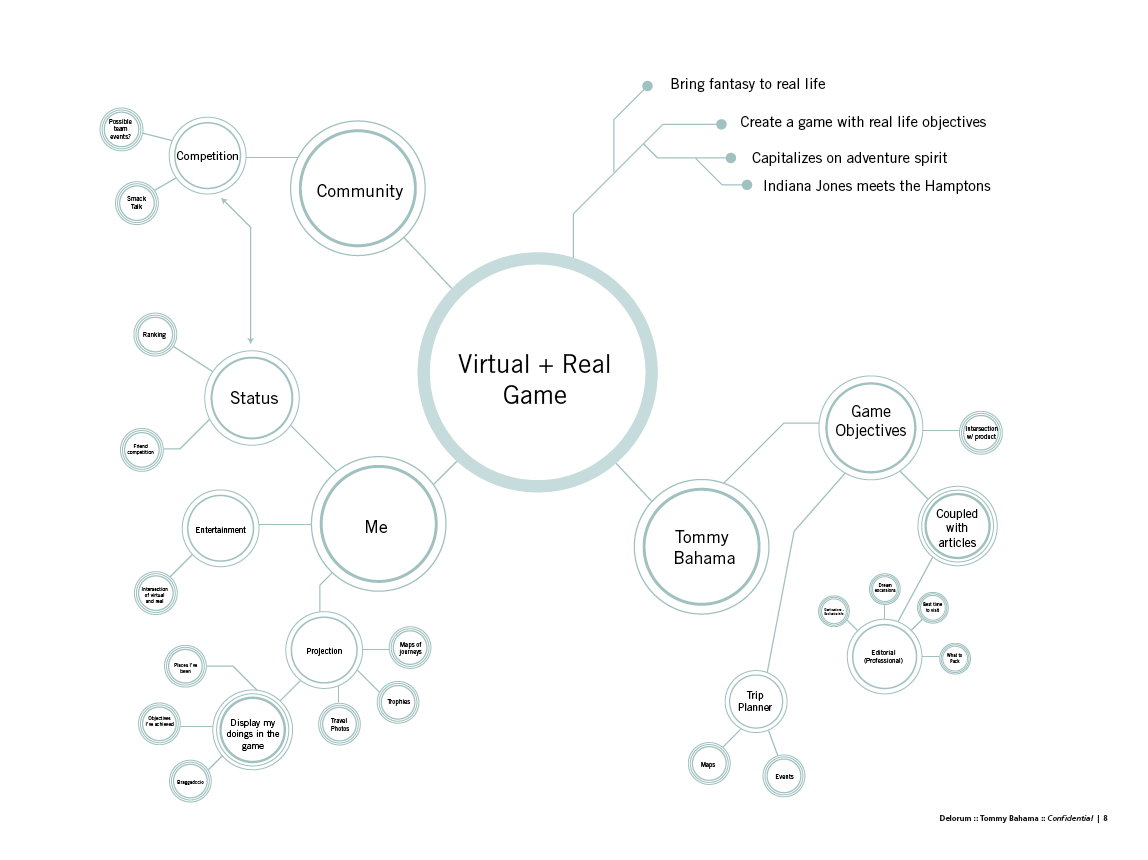 Bring fantasy to real life
Create a game with real life objectives
Capitalizes on adventure spirit
Indiana Jones meets the Hamptons
Possible
team
events?
Competition
Smack
Talk
Community
Virtual + Real
Game
Ranking
Status
Friend
competition
Me
Entertainment
Intersection
of virtual
and real
Projection
Maps of
journeys
Trophies
Travel
Photos
Places I've
been
Objectives
I've achieved
Display my
doings in the
game
Braggadocio
Tommy
Bahama
Game
Objectives
Intersection
w/ product
Coupled
with
articles
Dream
excursions
Best time
to visit
Editorial
(Professional)
What to
Pack
Trip
Planner
Maps
Events
Delorum :: Tommy Bahama :: Confidential | 8